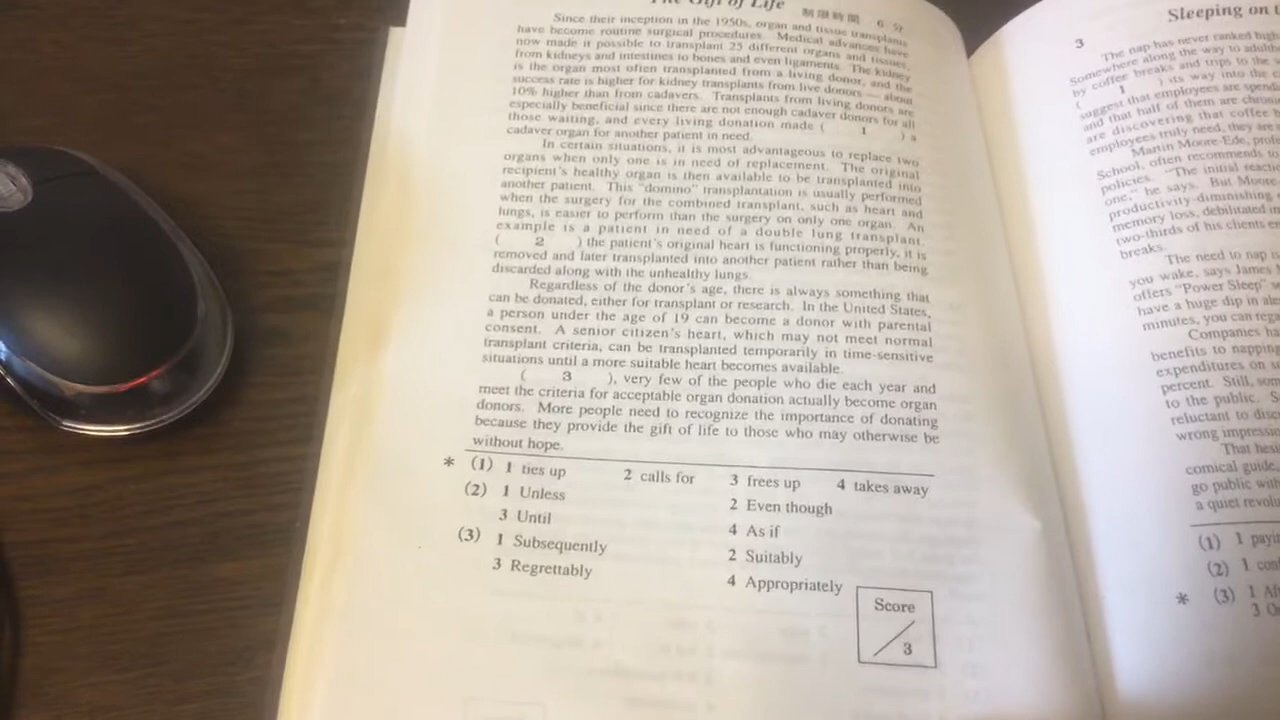 The Gift of Life 制限時間 6 分
Since their inception in the 1950s, organ and tissue transplants
have become routine surgical procedures. Medical advances have
now made it possible to transplant 25 different organs and tissues,
from kidneys and intestines to bones and even ligaments. The kidney
is the organ most often transplanted from a living donor, and the
success rate is higher for kidney transplants from live donors — about
10% higher than from cadavers. Transplants from living donors are
especially beneficial since there are not enough cadaver donors for all
those waiting, and every living donation made ( 1 ) a
cadaver organ for another patient in need.
In certain situations, it is most advantageous to replace two
organs when only one is in need of replacement. The original
recipient's healthy organ is then available to be transplanted into
another patient. This "domino" transplantation is usually performed
when the surgery for the combined transplant, such as heart and
lungs, is easier to perform than the surgery on only one organ. An
example is a patient in need of a double lung transplant.
( 2 ) the patient's original heart is functioning properly, it is
removed and later transplanted into another patient rather than being
discarded along with the unhealthy lungs.
Regardless of the donor's age, there is always something that
can be donated, either for transplant or research. In the United States,
a person under the age of 19 can become a donor with parental
consent. A senior citizen's heart, which may not meet normal
transplant criteria, can be transplanted temporarily in time-sensitive
situations until a more suitable heart becomes available.
( 3 ), very few of the people who die each year and
meet the criteria for acceptable organ donation actually become organ
donors. More people need to recognize the importance of donating
because they provide the gift of life to those who may otherwise be
without hope.
* (1) 1 ties up 2 calls for 3 frees up 4 takes away
(2) 1 Unless 2 Even though
3 Until 4 As if
(3) 1 Subsequently 2 Suitably
3 Regrettably 4 Appropriately
Score
/ 3
Sleeping on
3
The nap has never ranked high
Somewhere along the way to
by coffee breaks and trips to the
( 1 ) its way into the
suggest that employees are
and that half of them are
are discovering that coffee
employees truly need, they are
Martin Moore-Ede,
School, often recommends to
policies. "The initial
one," he says. But Moore
productivity-diminishing
memory loss, debilitated
two-thirds of his clients
breaks.
The need to nap
you wake, says James
offers "Power Sleep"
have a huge dip in
minutes, you can
Companies
benefits to napping
expenditures on
percent. Still,
to the public.
reluctant to
wrong
That
comical guide,
go public
a quiet
(1) 1
(2) 1
* (3) 1
3